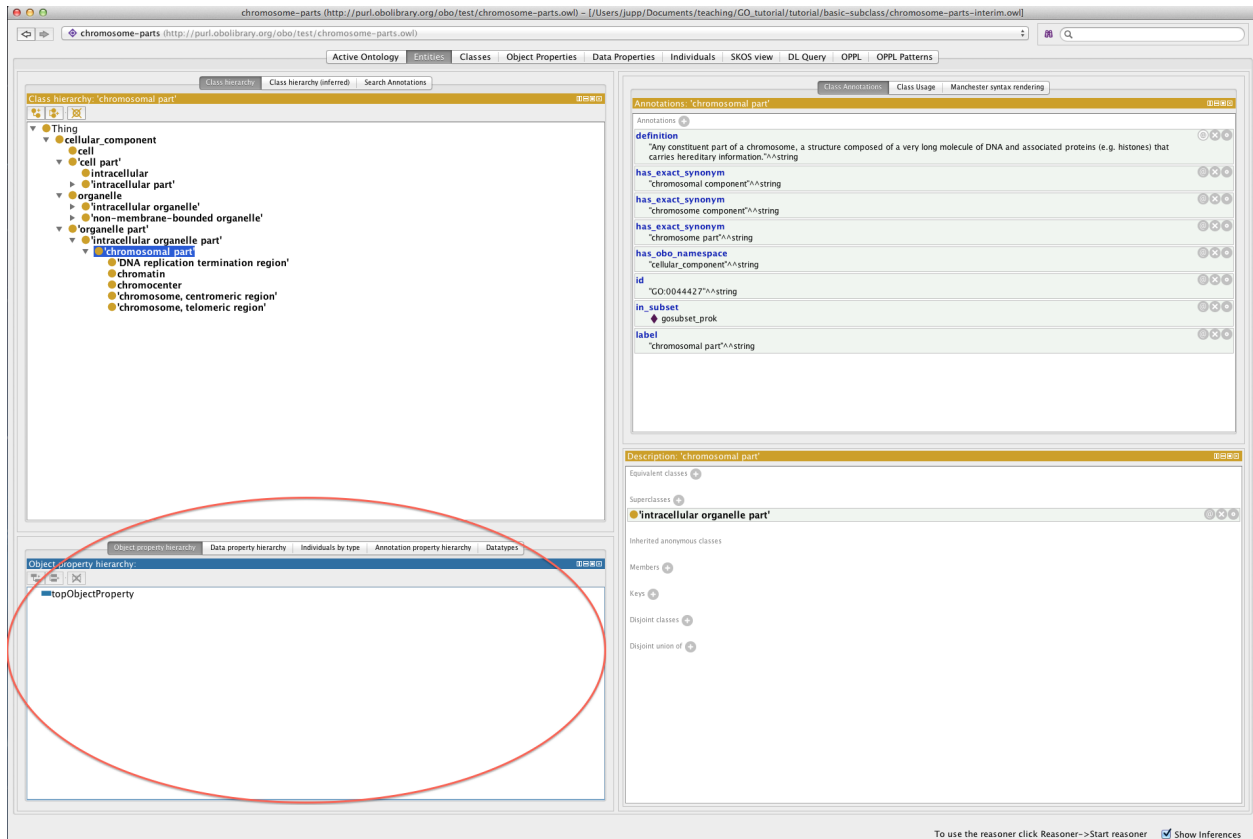 chromosome-parts (http://purl.obolibrary.org/obo/test/chromosome-parts.owl) – [/Users/jupp/Documents/teaching/GO_tutorial/tutorial/basic-subclass/chromosome-parts-interim.owl]
chromosome-parts (http://purl.obolibrary.org/obo/test/chromosome-parts.owl)
Active Ontology Entities Classes Object Properties Data Properties Individuals SKOS view DL Query OPPL OPPL Patterns
Class hierarchy Class hierarchy (inferred) Search Annotations
Class hierarchy: 'chromosomal part'
Thing
cellular_component
cell
'cell part'
intracellular
'intracellular part'
organelle
'intracellular organelle'
'non-membrane-bounded organelle'
'organelle part'
'intracellular organelle part'
'chromosomal part'
'DNA replication termination region'
chromatin
chromocenter
'chromosome, centromeric region'
'chromosome, telomeric region'
Object property hierarchy Data property hierarchy Individuals by type Annotation property hierarchy Datatypes
Object property hierarchy:
topObjectProperty
Class Annotations Class Usage Manchester syntax rendering
Annotations: 'chromosomal part'
Annotations
definition
"Any constituent part of a chromosome, a structure composed of a very long molecule of DNA and associated proteins (e.g. histones) that
carries hereditary information."^^string
has_exact_synonym
"chromosomal component"^^string
has_exact_synonym
"chromosome component"^^string
has_exact_synonym
"chromosome part"^^string
has_obo_namespace
"cellular_component"^^string
id
"GO:0044427"^^string
in_subset
gosubset_prok
label
"chromosomal part"^^string
Description: 'chromosomal part'
Equivalent classes
Superclasses
'intracellular organelle part'
Inherited anonymous classes
Members
Keys
Disjoint classes
Disjoint union of
To use the reasoner click Reasoner->Start reasoner Show Inferences